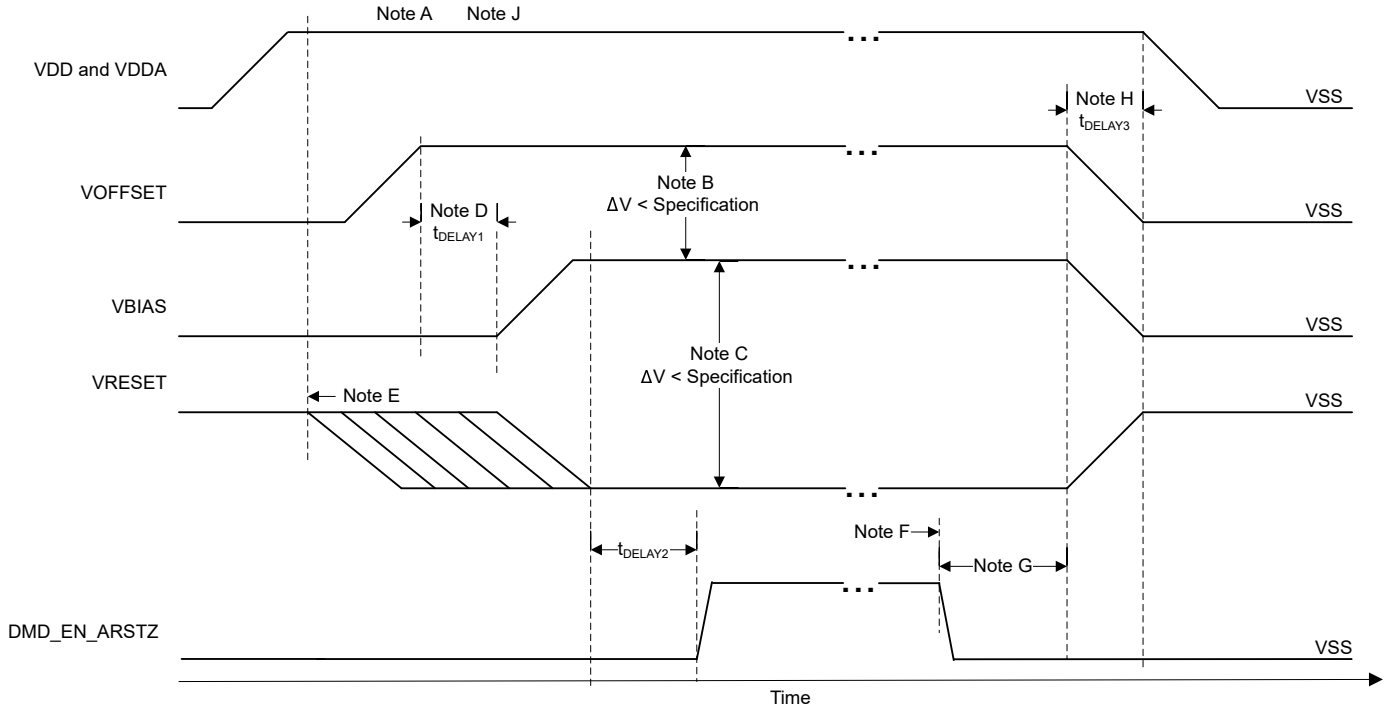 Note A
Note J
VDD and VDDA
...
Note H
tDELAY3
VSS
VOFFSET
...
Note B
ΔV < Specification
Note D
tDELAY1
VSS
VBIAS
...
VSS
Note C
ΔV < Specification
VRESET
Note E
VSS
...
Note F
tDELAY2
Note G
...
DMD_EN_ARSTZ
VSS
Time